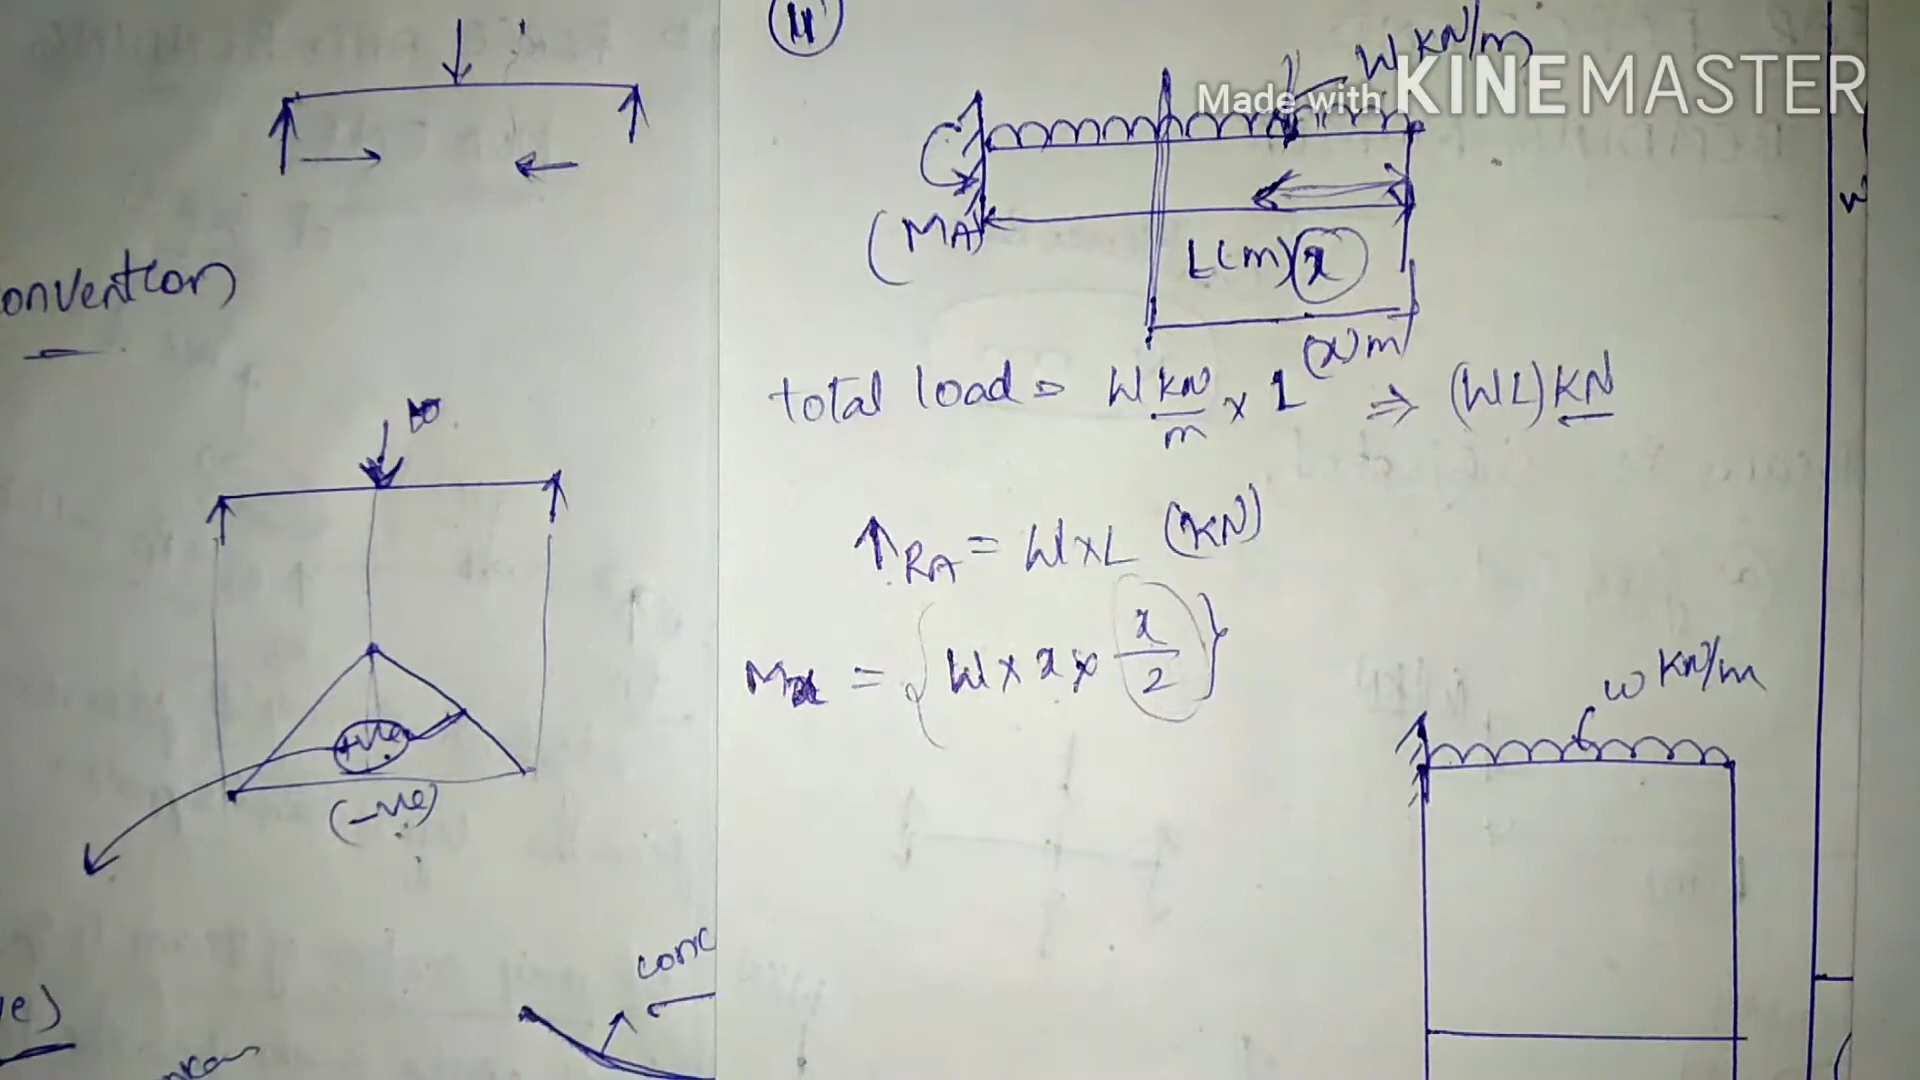 onvention
(+ve)
(-ve)
conc
ve)
II
W KN/m
Made with KINEMASTER
(MA)
L(m) x
(x)m
total load = W KN/m × L ⇒ (WL) KN
↑RA = W×L (KN)
Mx = {W × x × x/2}
w KN/m